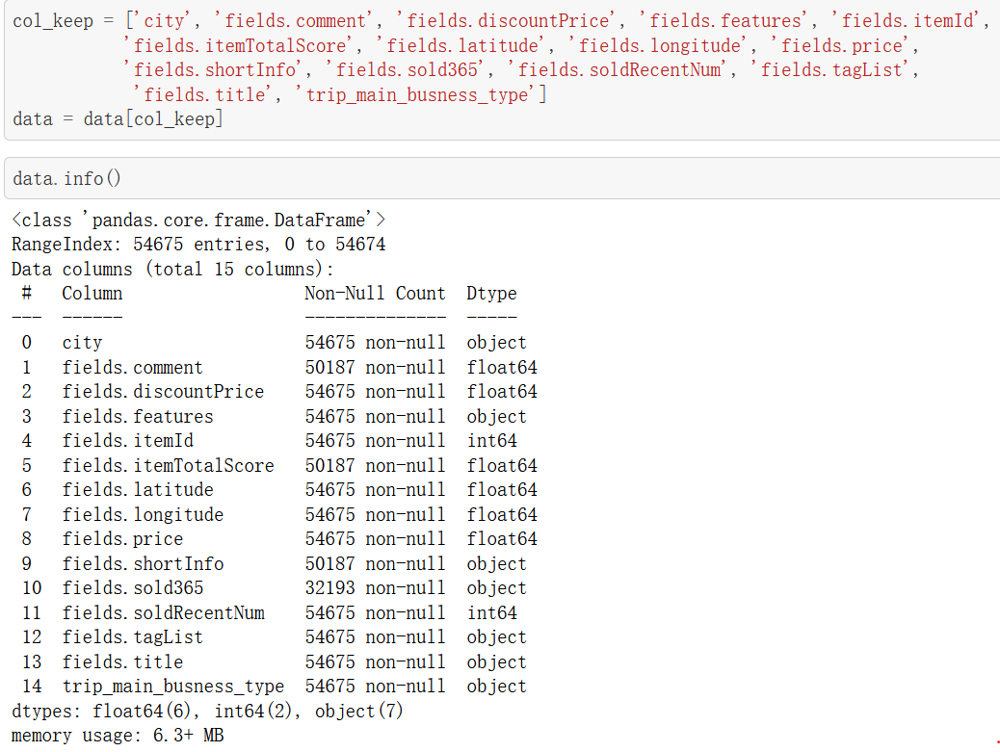 col_keep = ['city', 'fields.comment', 'fields.discountPrice', 'fields.features', 'fields.itemId',
'fields.itemTotalScore', 'fields.latitude', 'fields.longitude', 'fields.price',
'fields.shortInfo', 'fields.sold365', 'fields.soldRecentNum', 'fields.tagList',
'fields.title', 'trip_main_busness_type']
data = data[col_keep]
data.info()
<class 'pandas.core.frame.DataFrame'>
RangeIndex: 54675 entries, 0 to 54674
Data columns (total 15 columns):
# Column Non-Null Count Dtype
--- ------ -------------- -----
0 city 54675 non-null object
1 fields.comment 50187 non-null float64
2 fields.discountPrice 54675 non-null float64
3 fields.features 54675 non-null object
4 fields.itemId 54675 non-null int64
5 fields.itemTotalScore 50187 non-null float64
6 fields.latitude 54675 non-null float64
7 fields.longitude 54675 non-null float64
8 fields.price 54675 non-null float64
9 fields.shortInfo 50187 non-null object
10 fields.sold365 32193 non-null object
11 fields.soldRecentNum 54675 non-null int64
12 fields.tagList 54675 non-null object
13 fields.title 54675 non-null object
14 trip_main_busness_type 54675 non-null object
dtypes: float64(6), int64(2), object(7)
memory usage: 6.3+ MB